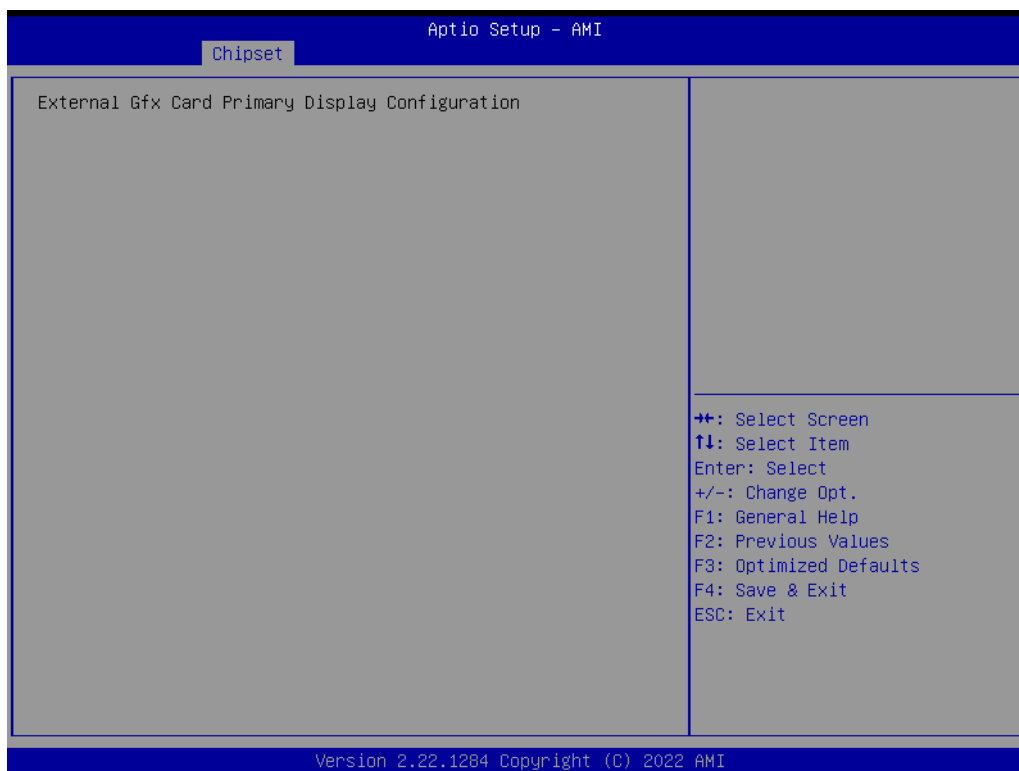 Aptio Setup – AMI
Chipset
External Gfx Card Primary Display Configuration
→←: Select Screen
↑↓: Select Item
Enter: Select
+/-: Change Opt.
F1: General Help
F2: Previous Values
F3: Optimized Defaults
F4: Save & Exit
ESC: Exit
Version 2.22.1284 Copyright (C) 2022 AMI